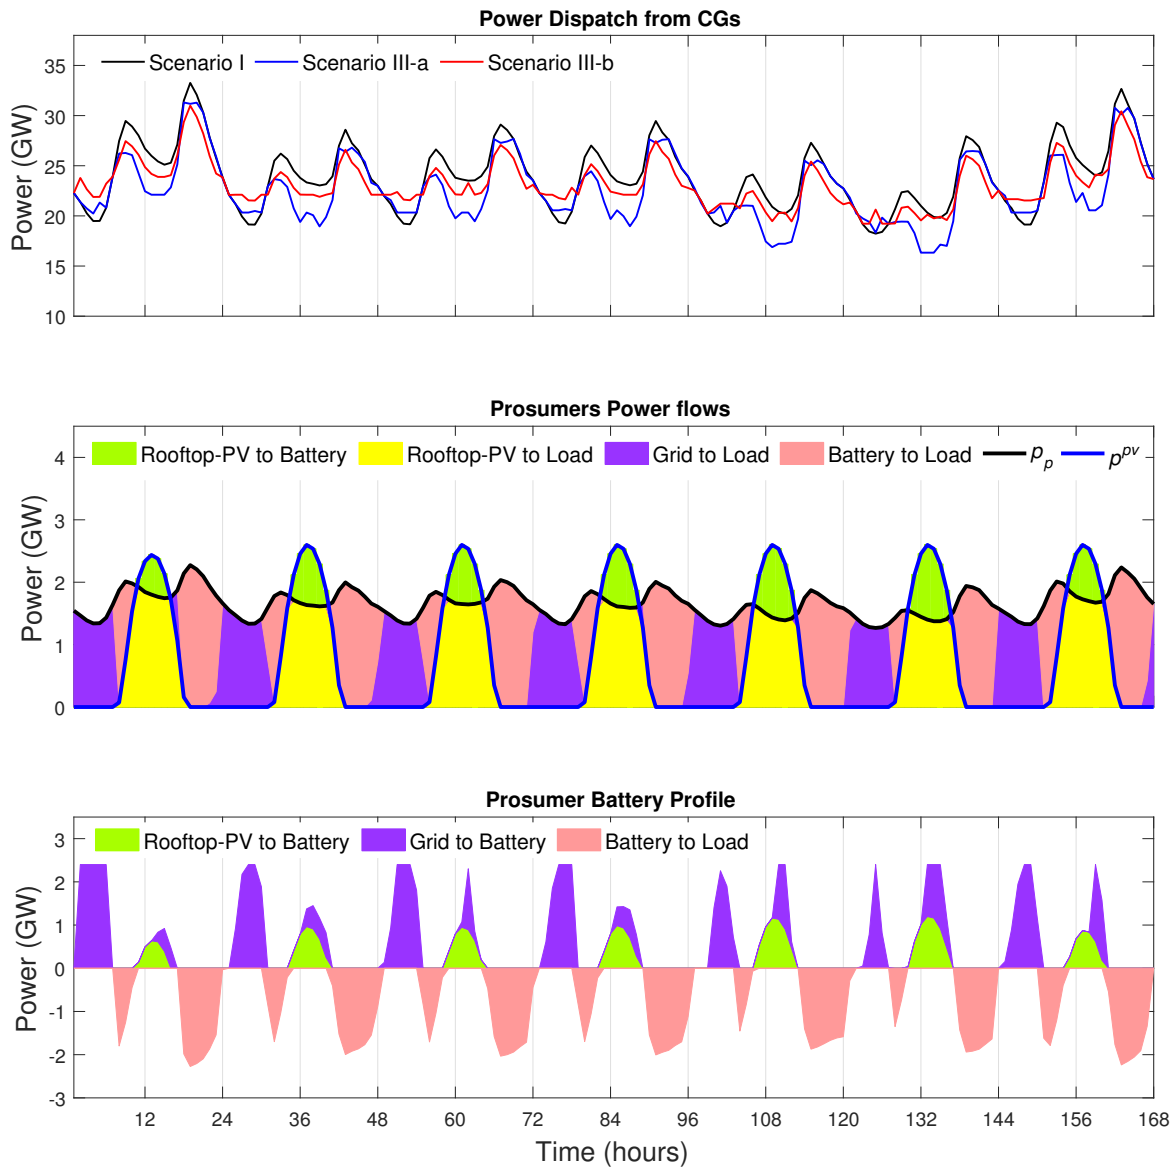 Power Dispatch from CGs
Scenario I Scenario III-a Scenario III-b
Power (GW)
35
30
25
20
15
10
Prosumers Power flows
Rooftop-PV to Battery Rooftop-PV to Load Grid to Load Battery to Load p_p p^pv
Power (GW)
4
3
2
1
0
Prosumer Battery Profile
Rooftop-PV to Battery Grid to Battery Battery to Load
Power (GW)
3
2
1
0
-1
-2
-3
12 24 36 48 60 72 84 96 108 120 132 144 156 168
Time (hours)